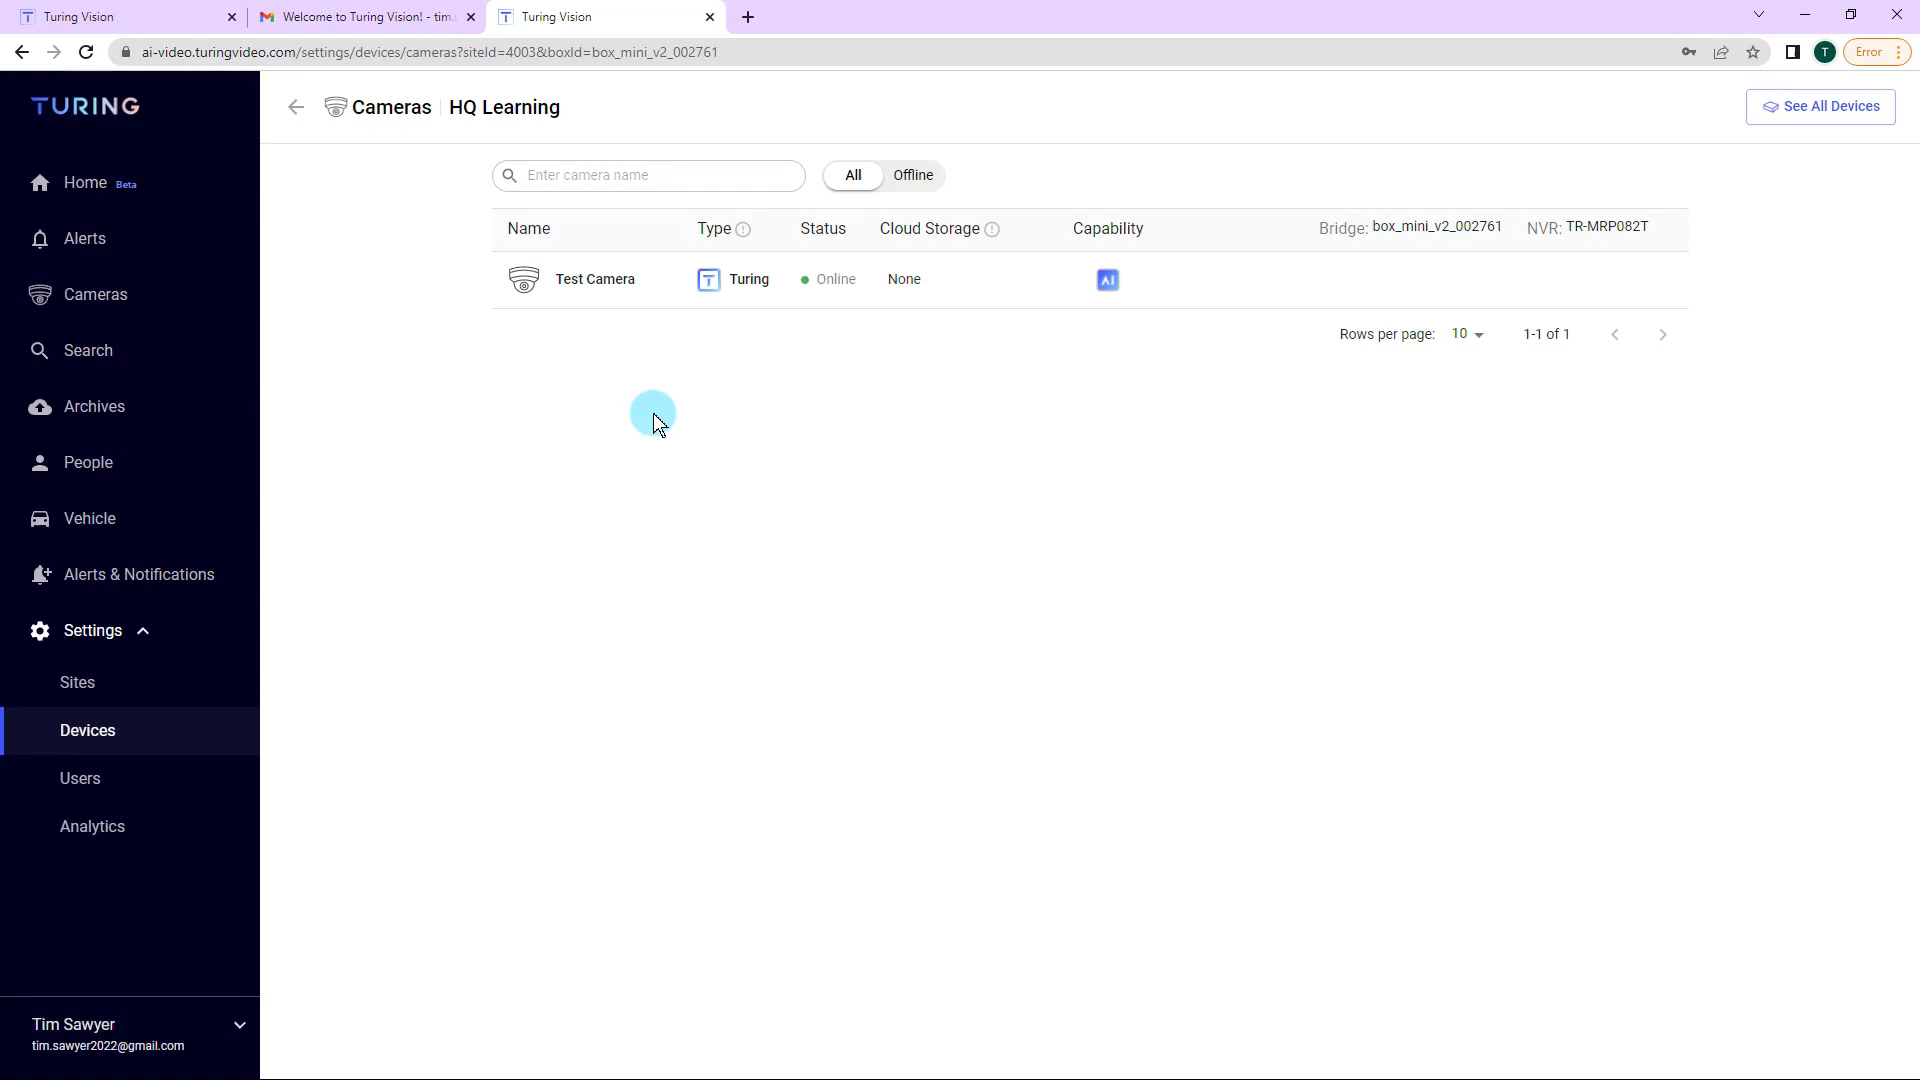 Turing Vision
Welcome to Turing Vision! - tim.s
Turing Vision
ai-video.turingvideo.com/settings/devices/cameras?siteId=4003&boxId=box_mini_v2_002761
T
Error
TURING
Cameras
HQ Learning
See All Devices
Home Beta
Alerts
Cameras
Search
Archives
People
Vehicle
Alerts & Notifications
Settings
Sites
Devices
Users
Analytics
Enter camera name
All
Offline
Name
Type
Status
Cloud Storage
Capability
Bridge: box_mini_v2_002761
NVR: TR-MRP082T
Test Camera
T Turing
Online
None
AI
Rows per page: 10
1-1 of 1
Tim Sawyer
tim.sawyer2022@gmail.com